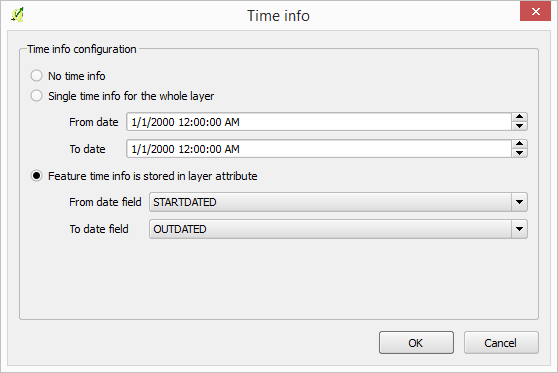 Time info
Time info configuration
No time info
Single time info for the whole layer
From date 1/1/2000 12:00:00 AM
To date 1/1/2000 12:00:00 AM
Feature time info is stored in layer attribute
From date field STARTDATED
To date field OUTDATED
OK Cancel